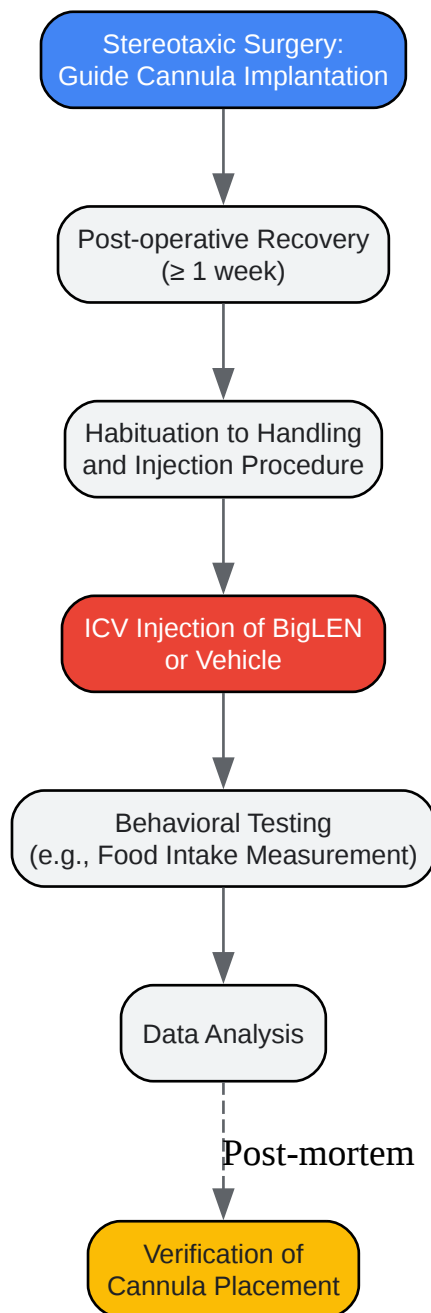 Stereotaxic Surgery:
Guide Cannula Implantation
Post-operative Recovery
(≥ 1 week)
Habituation to Handling
and Injection Procedure
ICV Injection of BigLEN
or Vehicle
Behavioral Testing
(e.g., Food Intake Measurement)
Data Analysis
Post-mortem
Verification of
Cannula Placement